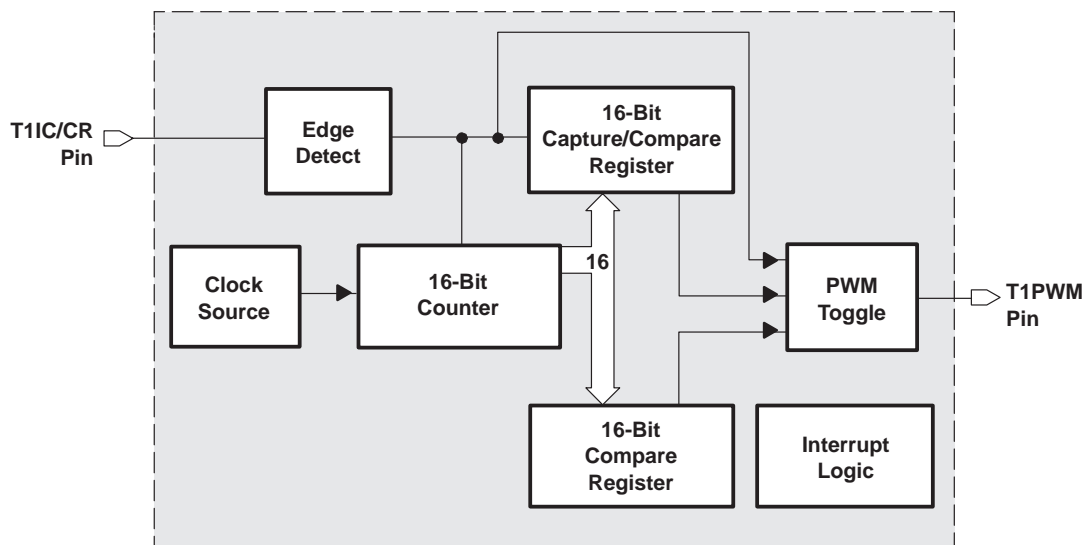 T1IC/CR
Pin
Edge
Detect
16-Bit
Capture/Compare
Register
Clock
Source
16-Bit
Counter
16
PWM
Toggle
T1PWM
Pin
16-Bit
Compare
Register
Interrupt
Logic